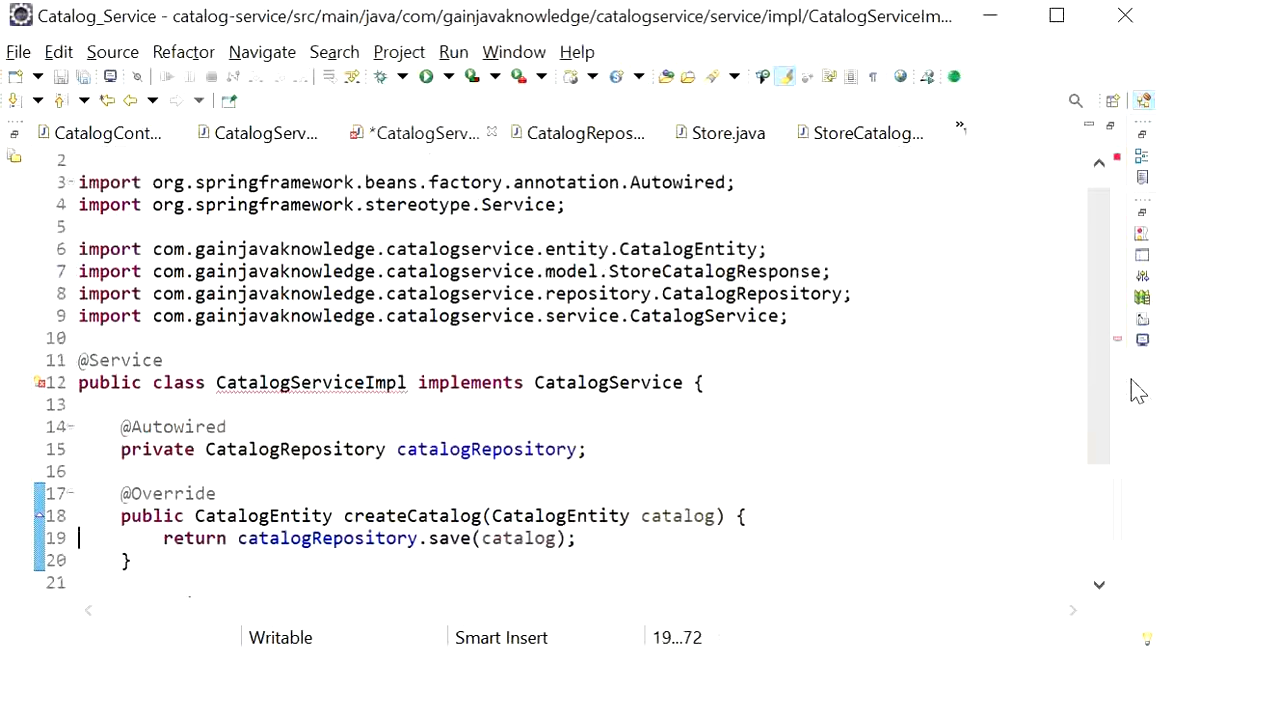 Catalog_Service - catalog-service/src/main/java/com/gainjavaknowledge/catalogservice/service/impl/CatalogServiceIm...
File Edit Source Refactor Navigate Search Project Run Window Help
CatalogCont... CatalogServ... *CatalogServ... CatalogRepos... Store.java StoreCatalog...
2
3 import org.springframework.beans.factory.annotation.Autowired;
4 import org.springframework.stereotype.Service;
5
6 import com.gainjavaknowledge.catalogservice.entity.CatalogEntity;
7 import com.gainjavaknowledge.catalogservice.model.StoreCatalogResponse;
8 import com.gainjavaknowledge.catalogservice.repository.CatalogRepository;
9 import com.gainjavaknowledge.catalogservice.service.CatalogService;
10
11 @Service
12 public class CatalogServiceImpl implements CatalogService {
13
14 @Autowired
15 private CatalogRepository catalogRepository;
16
17 @Override
18 public CatalogEntity createCatalog(CatalogEntity catalog) {
19 return catalogRepository.save(catalog);
20 }
21
Writable Smart Insert 19...72